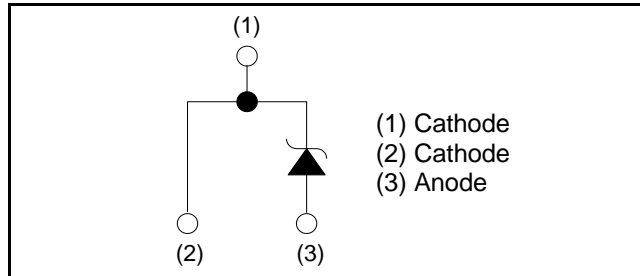 (1)
(1) Cathode
(2) Cathode
(3) Anode
(2) (3)